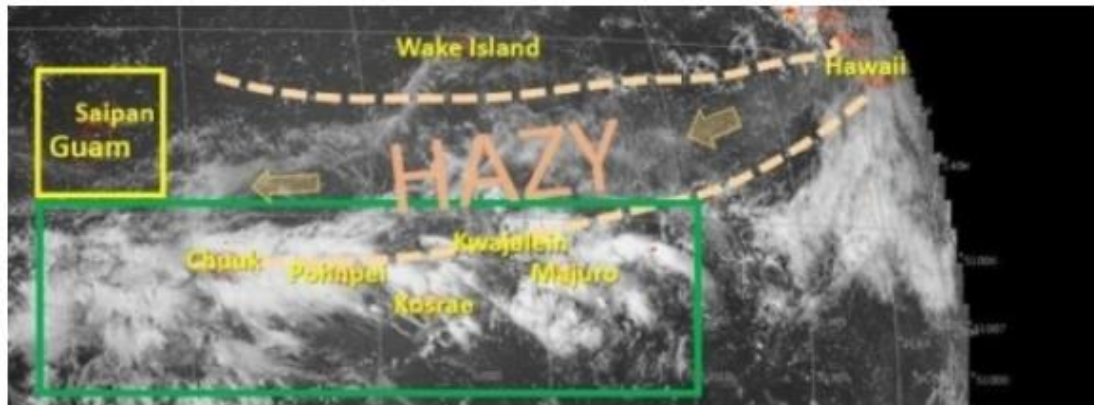 Wake Island
Hawaii
Saipan
Guam
HAZY
Kwajalein
Chuuk
Pohnpei
Majuro
Kosrae